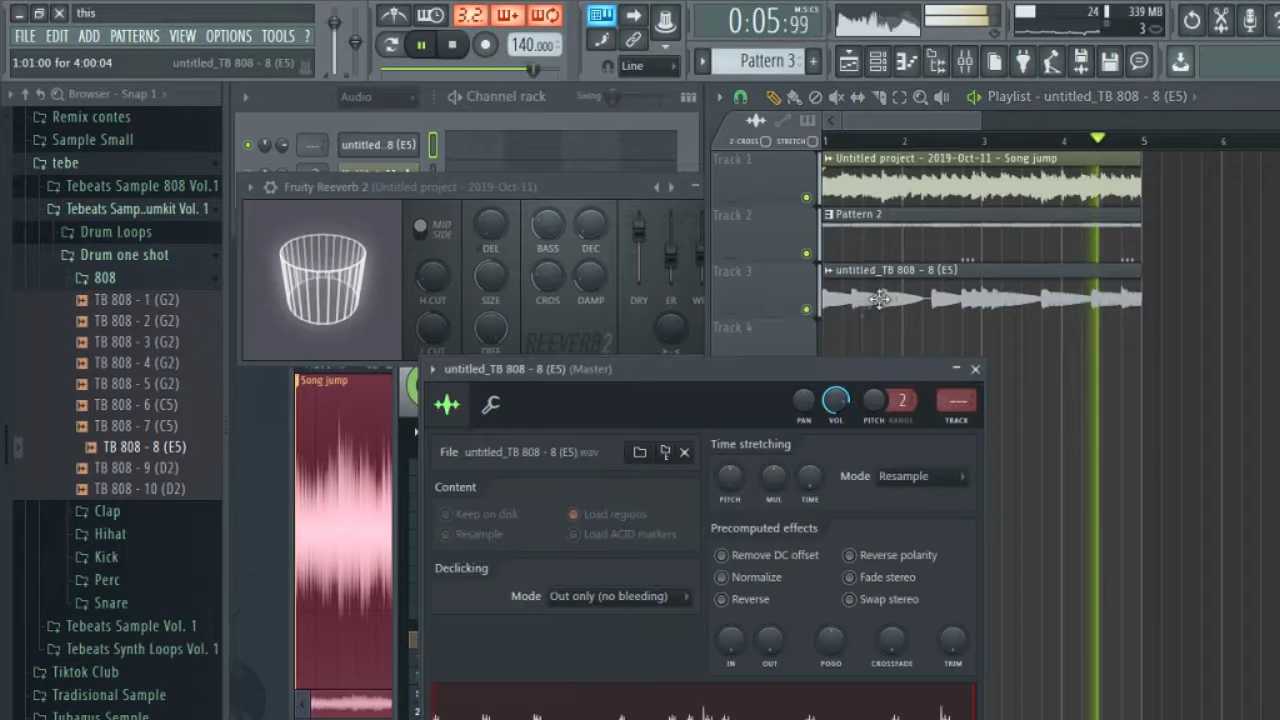 this
FILE EDIT ADD PATTERNS VIEW OPTIONS TOOLS ?
1:01:00 for 4:00:04 untitled_TB 808 - 8 (E5)
3.2.
140.000
Line
0:05:99
M:S:CS
Pattern 3
24 339 MB
3
Browser - Snap 1
Remix contes
Sample Small
tebe
Tebeats Sample 808 Vol.1
Tebeats Samp..umkit Vol. 1
Drum Loops
Drum one shot
808
TB 808 - 1 (G2)
TB 808 - 2 (G2)
TB 808 - 3 (G2)
TB 808 - 4 (G2)
TB 808 - 5 (G2)
TB 808 - 6 (C5)
TB 808 - 7 (C5)
TB 808 - 8 (E5)
TB 808 - 9 (D2)
TB 808 - 10 (D2)
Clap
Hihat
Kick
Perc
Snare
Tebeats Sample Vol. 1
Tebeats Synth Loops Vol. 1
Tiktok Club
Tradisional Sample
Audio
Channel rack
Swing
untitled..8 (E5)
Fruity Reeverb 2 (Untitled project - 2019-Oct-11)
MID
SIDE
DEL BASS DEC
H.CUT SIZE CROS DAMP DRY ER
REEVERB2
Song jump
Playlist - untitled_TB 808 - 8 (E5)
Z-CROSS STRETCH
1 2 3 4 5 6
Track 1
Untitled project - 2019-Oct-11 - Song jump
Track 2
Pattern 2
Track 3
untitled_TB 808 - 8 (E5)
Track 4
untitled_TB 808 - 8 (E5) (Master)
2
PAN VOL PITCH RANGE TRACK
File untitled_TB 808 - 8 (E5).wav
Content
Keep on disk Load regions
Resample Load ACID markers
Declicking
Mode Out only (no bleeding)
Time stretching
PITCH MUL TIME
Mode Resample
Precomputed effects
Remove DC offset Reverse polarity
Normalize Fade stereo
Reverse Swap stereo
IN OUT POGO CROSSFADE TRIM